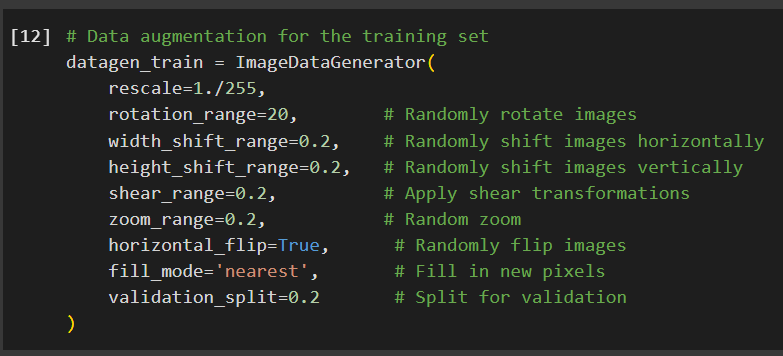 [12] # Data augmentation for the training set
datagen_train = ImageDataGenerator(
    rescale=1./255,
    rotation_range=20,        # Randomly rotate images
    width_shift_range=0.2,    # Randomly shift images horizontally
    height_shift_range=0.2,   # Randomly shift images vertically
    shear_range=0.2,          # Apply shear transformations
    zoom_range=0.2,           # Random zoom
    horizontal_flip=True,      # Randomly flip images
    fill_mode='nearest',       # Fill in new pixels
    validation_split=0.2       # Split for validation
)